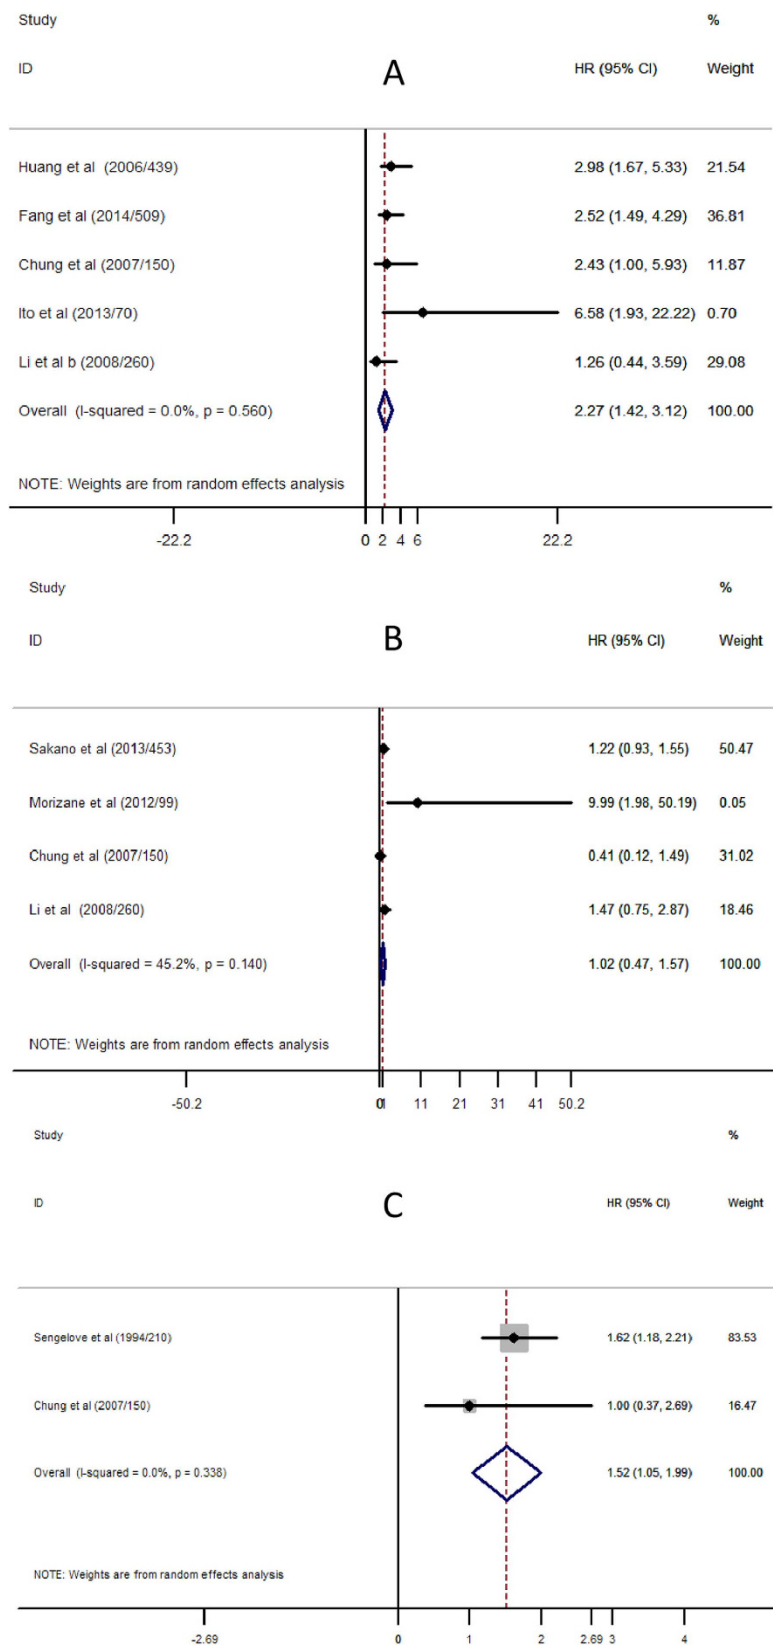 Study %
ID A HR (95% CI) Weight
Huang et al (2006/439) 2.98 (1.67, 5.33) 21.54
Fang et al (2014/509) 2.52 (1.49, 4.29) 36.81
Chung et al (2007/150) 2.43 (1.00, 5.93) 11.87
Ito et al (2013/70) 6.58 (1.93, 22.22) 0.70
Li et al b (2008/260) 1.26 (0.44, 3.59) 29.08
Overall (I-squared = 0.0%, p = 0.560) 2.27 (1.42, 3.12) 100.00
NOTE: Weights are from random effects analysis
-22.2 0 2 4 6 22.2
Study %
ID B HR (95% CI) Weight
Sakano et al (2013/453) 1.22 (0.93, 1.55) 50.47
Morizane et al (2012/99) 9.99 (1.98, 50.19) 0.05
Chung et al (2007/150) 0.41 (0.12, 1.49) 31.02
Li et al (2008/260) 1.47 (0.75, 2.87) 18.46
Overall (I-squared = 45.2%, p = 0.140) 1.02 (0.47, 1.57) 100.00
NOTE: Weights are from random effects analysis
-50.2 0 1 11 21 31 41 50.2
Study %
ID C HR (95% CI) Weight
Sengelove et al (1994/210) 1.62 (1.18, 2.21) 83.53
Chung et al (2007/150) 1.00 (0.37, 2.69) 16.47
Overall (I-squared = 0.0%, p = 0.338) 1.52 (1.05, 1.99) 100.00
NOTE: Weights are from random effects analysis
-2.69 0 1 2 2.69 3 4